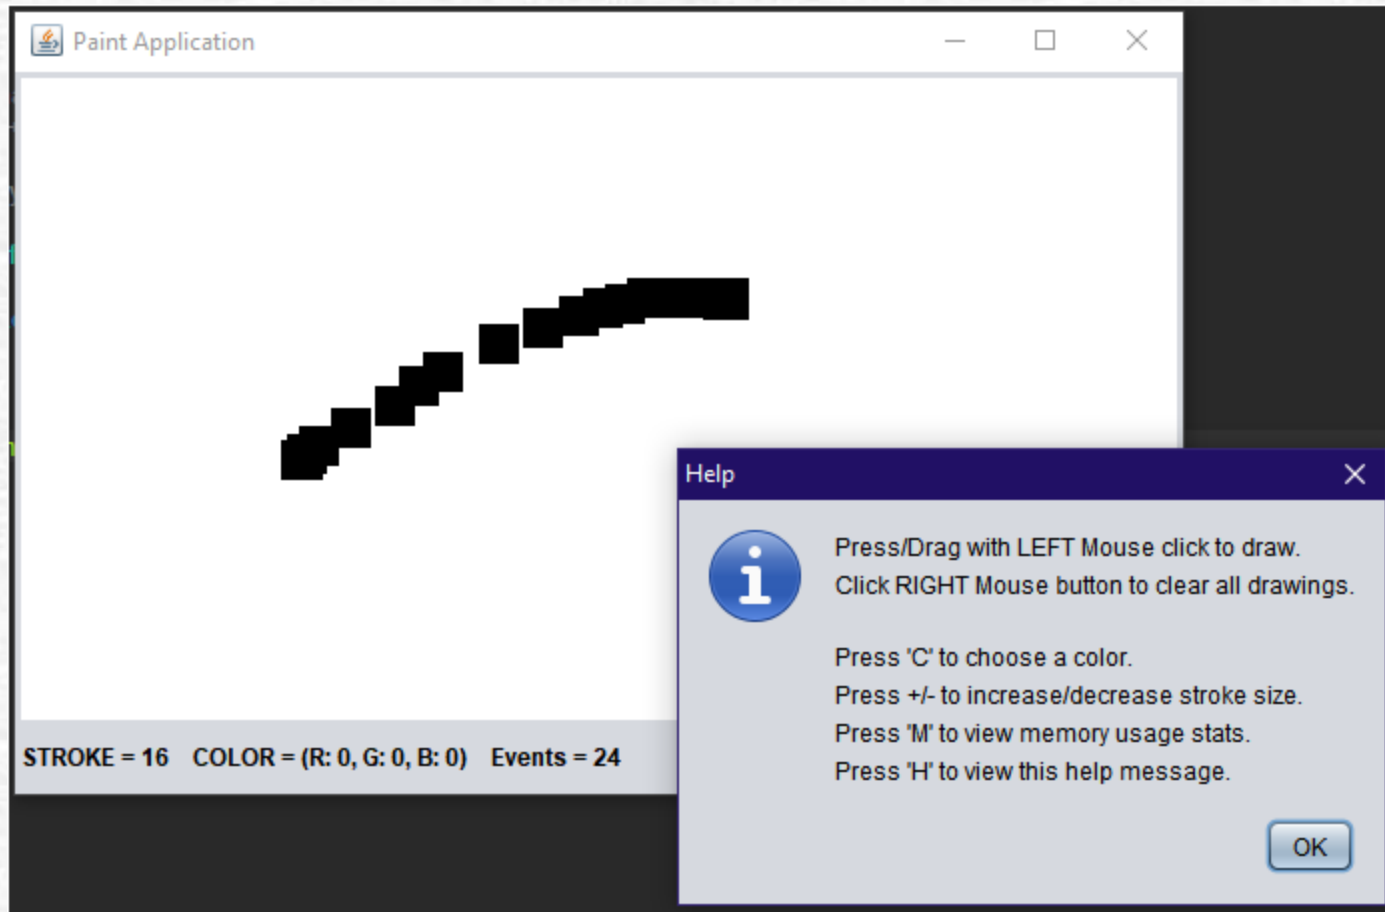 Paint Application
Help
Press/Drag with LEFT Mouse click to draw.
Click RIGHT Mouse button to clear all drawings.
Press 'C' to choose a color.
Press +/- to increase/decrease stroke size.
Press 'M' to view memory usage stats.
Press 'H' to view this help message.
OK
STROKE = 16 COLOR = (R: 0, G: 0, B: 0) Events = 24